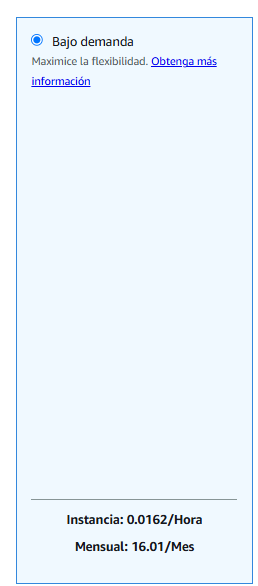 Bajo demanda
Maximice la flexibilidad. Obtenga más
información
Instancia: 0.0162/Hora
Mensual: 16.01/Mes